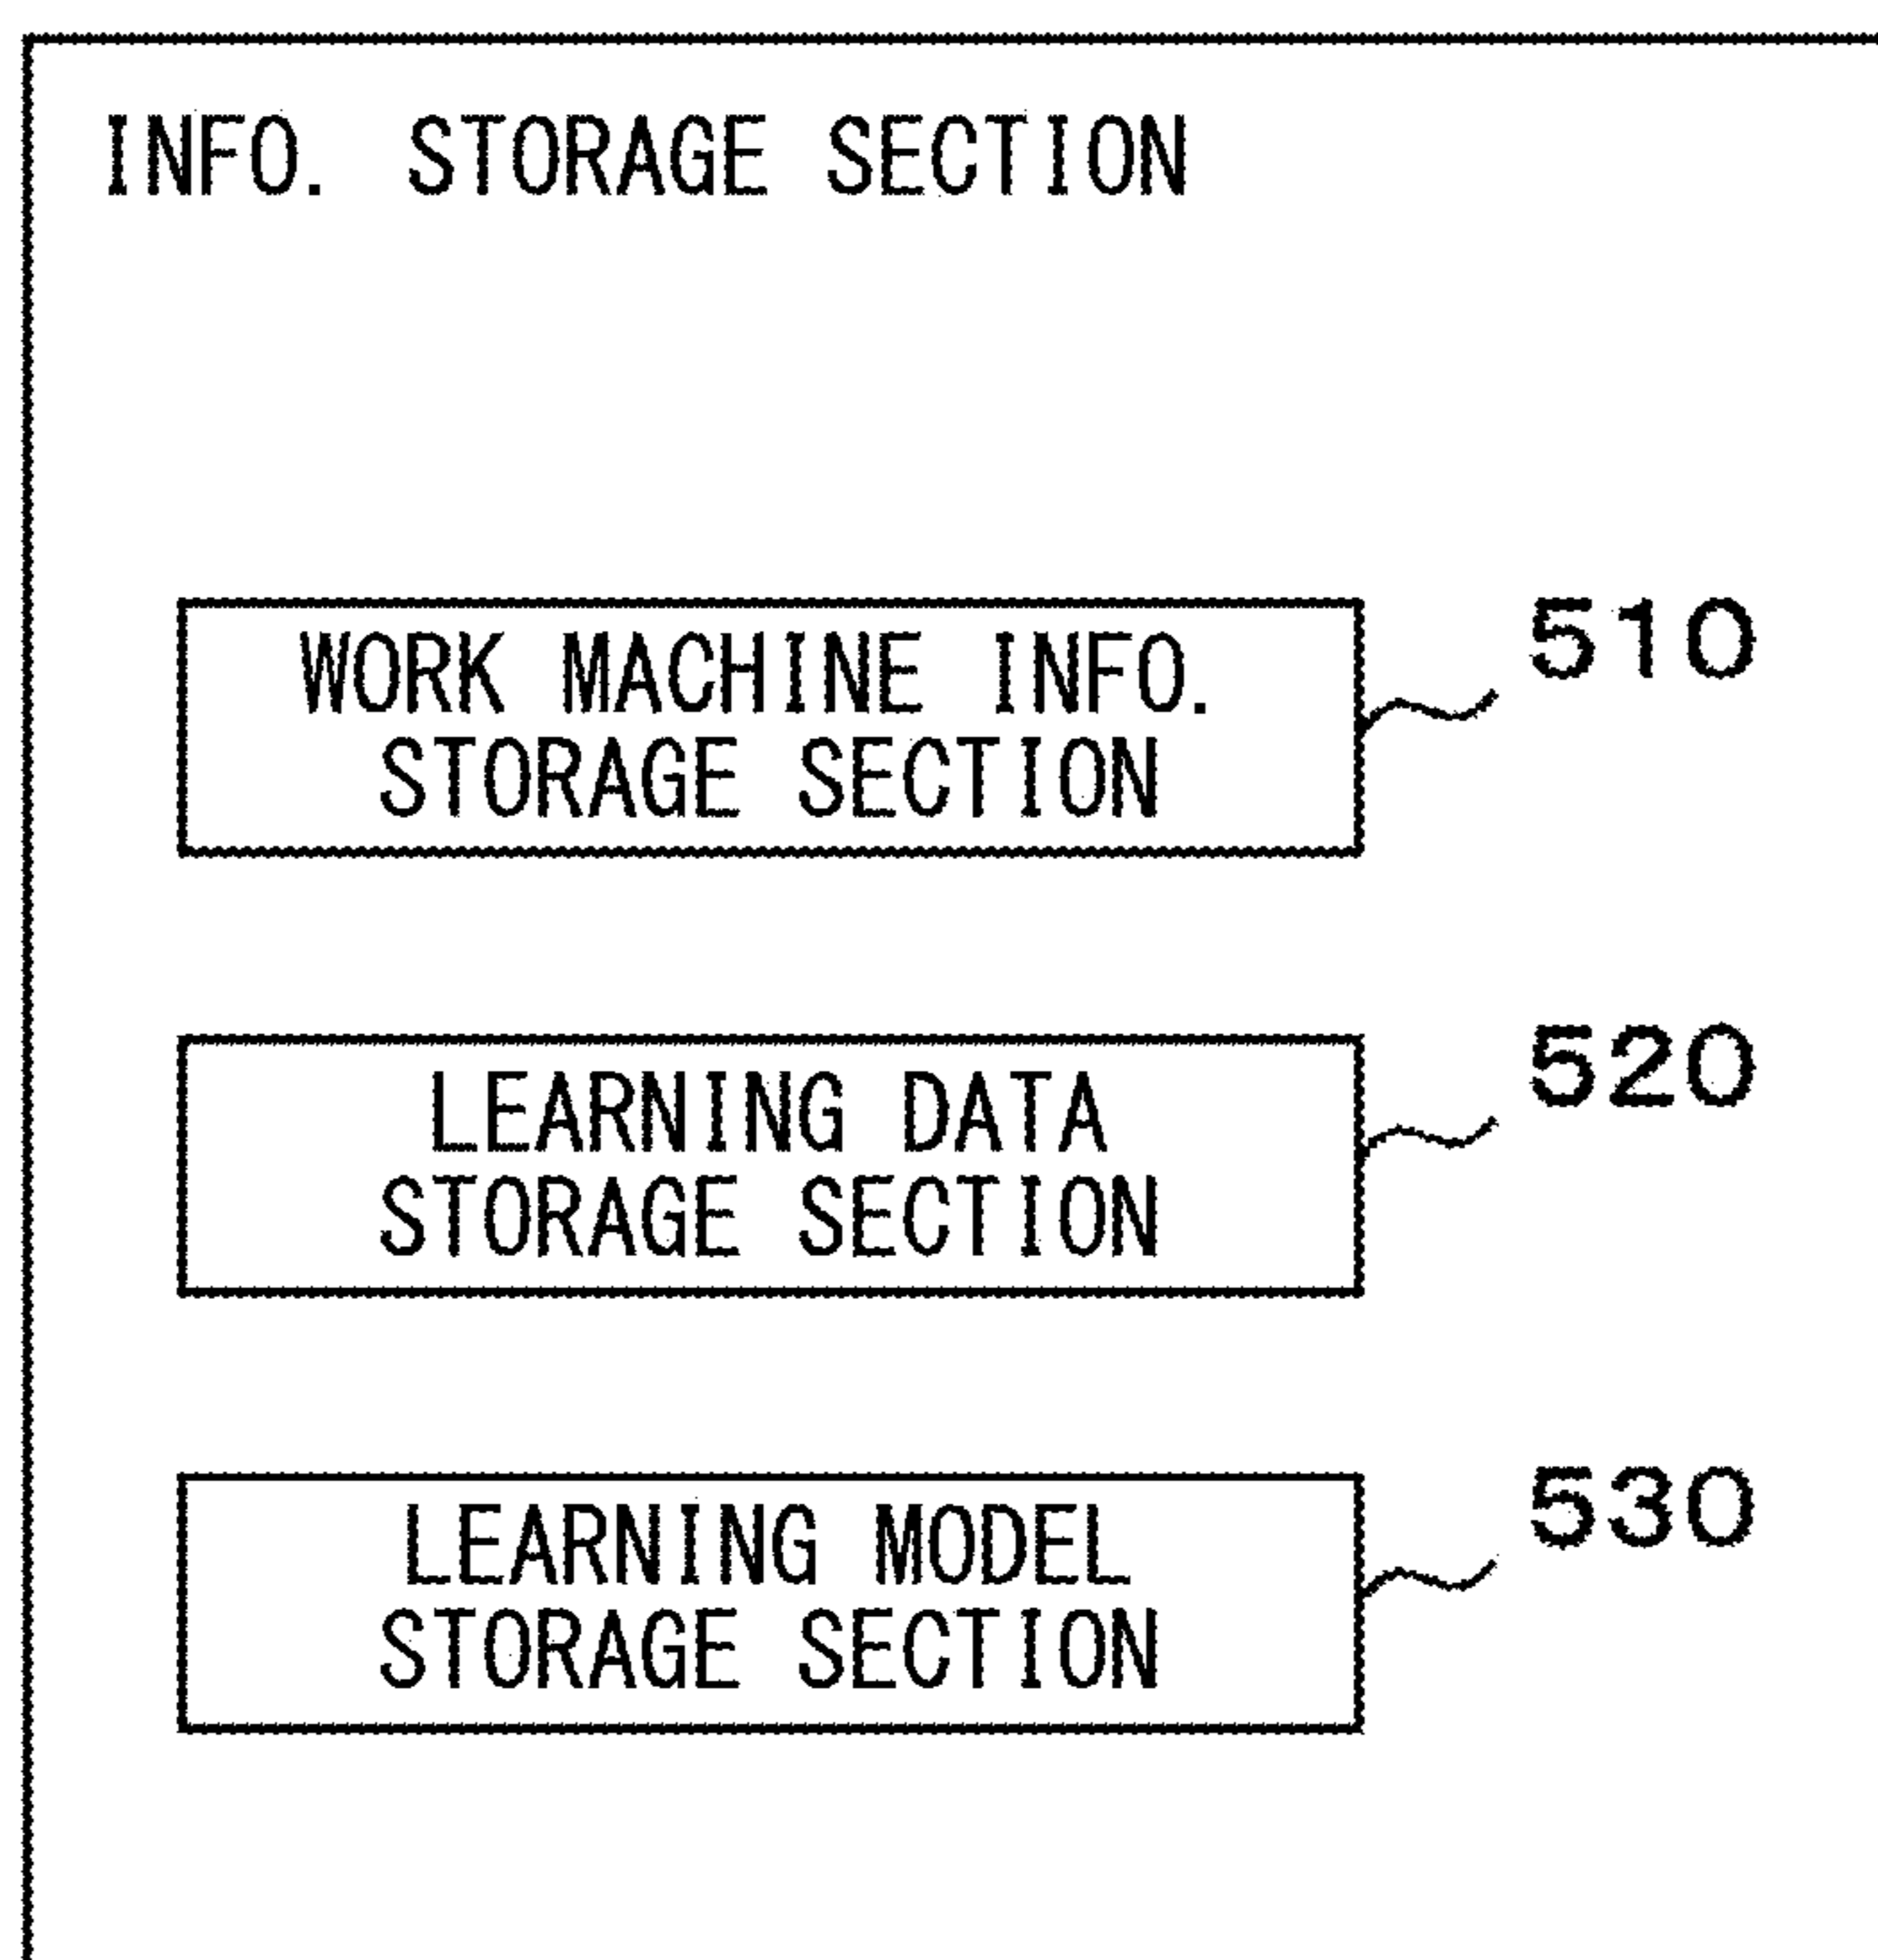 INFO. STORAGE SECTION
WORK MACHINE INFO.
STORAGE SECTION
510
LEARNING DATA
STORAGE SECTION
520
LEARNING MODEL
STORAGE SECTION
530